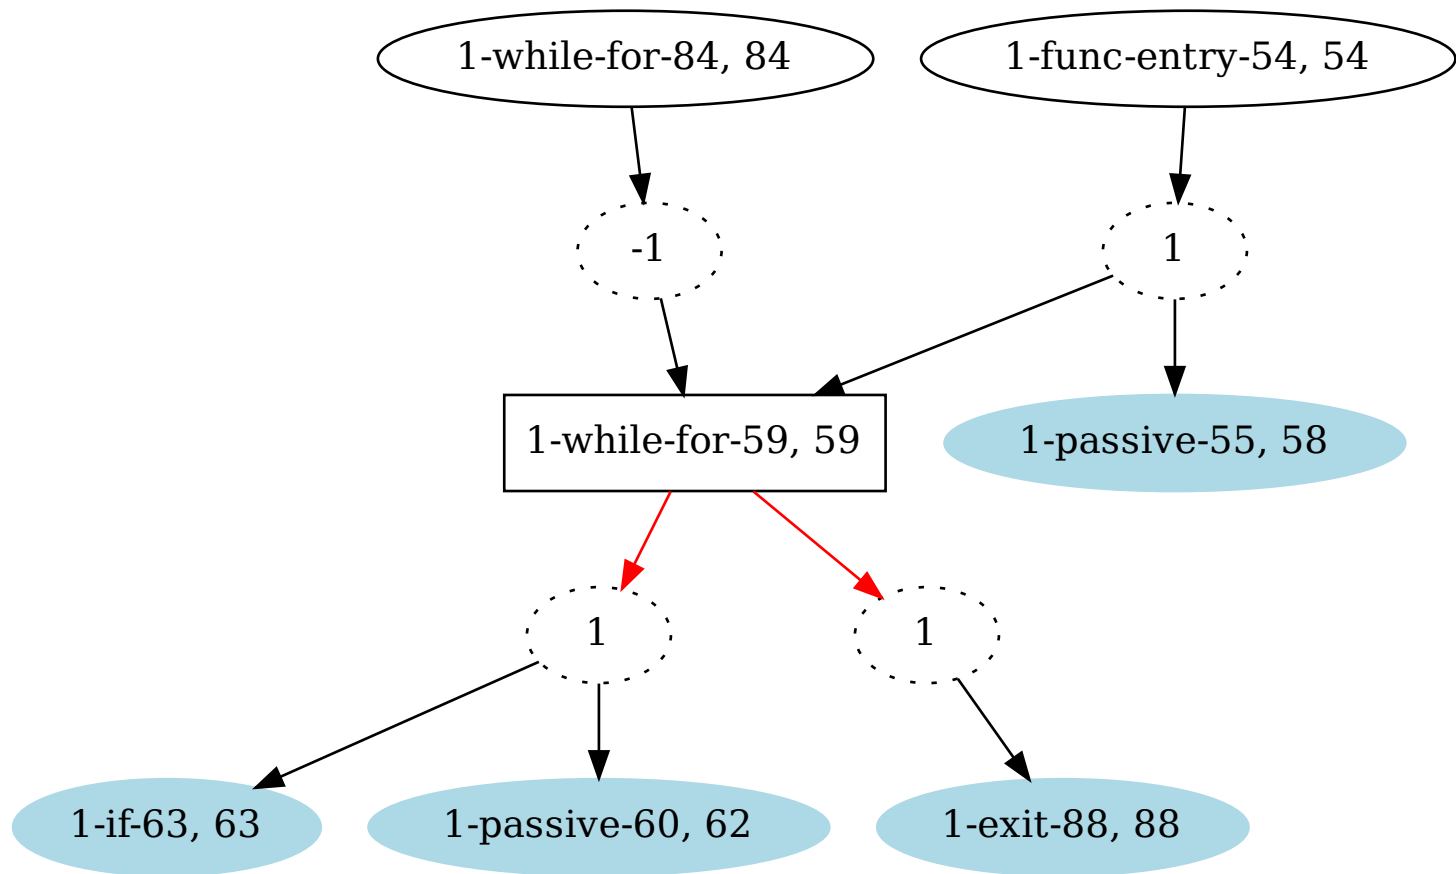 1-while-for-84, 84
1-func-entry-54, 54
-1
1
1-while-for-59, 59
1-passive-55, 58
1
1
1-if-63, 63
1-passive-60, 62
1-exit-88, 88